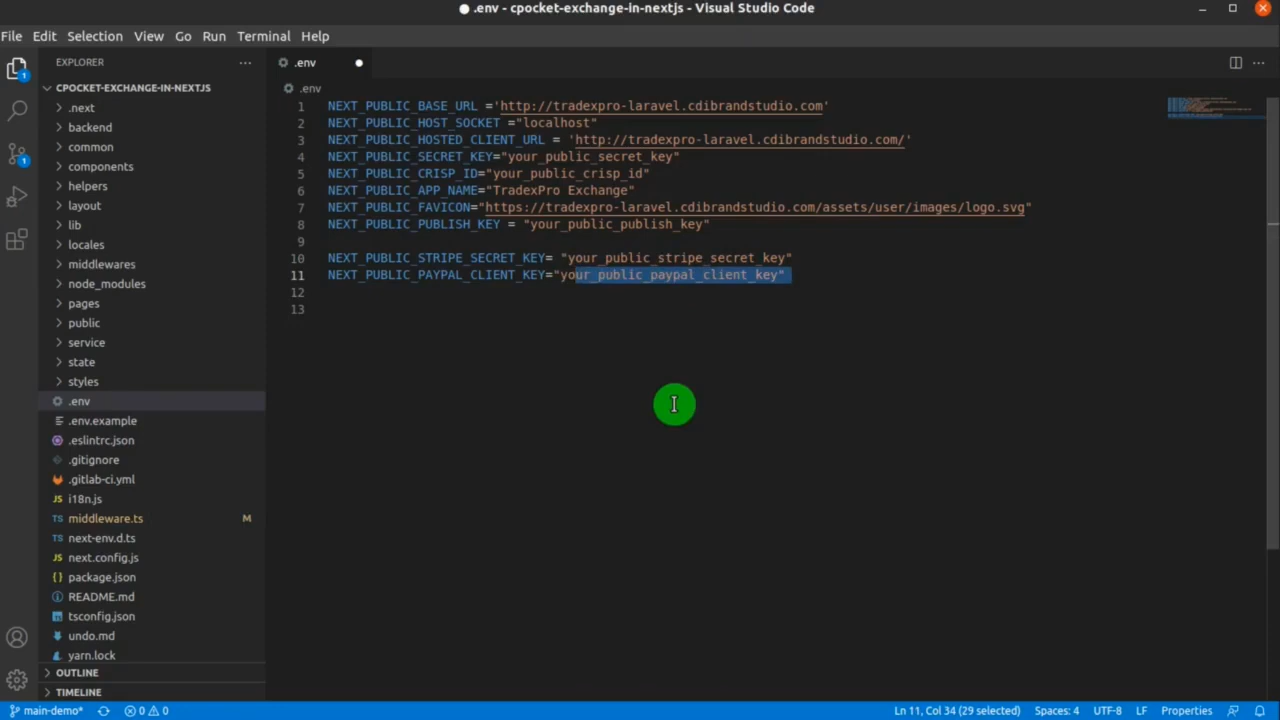 .env - cpocket-exchange-in-nextjs - Visual Studio Code
File Edit Selection View Go Run Terminal Help
EXPLORER
.env
CPOCKET-EXCHANGE-IN-NEXTJS
.env
.next
backend
common
components
helpers
layout
lib
locales
middlewares
node_modules
pages
public
service
state
styles
.env
.env.example
.eslintrc.json
.gitignore
.gitlab-ci.yml
JS i18n.js
TS middleware.ts M
TS next-env.d.ts
JS next.config.js
{} package.json
README.md
tsconfig.json
undo.md
yarn.lock
OUTLINE
TIMELINE
1 NEXT_PUBLIC_BASE_URL ='http://tradexpro-laravel.cdibrandstudio.com'
2 NEXT_PUBLIC_HOST_SOCKET ="localhost"
3 NEXT_PUBLIC_HOSTED_CLIENT_URL = 'http://tradexpro-laravel.cdibrandstudio.com/'
4 NEXT_PUBLIC_SECRET_KEY="your_public_secret_key"
5 NEXT_PUBLIC_CRISP_ID="your_public_crisp_id"
6 NEXT_PUBLIC_APP_NAME="TradexPro Exchange"
7 NEXT_PUBLIC_FAVICON="https://tradexpro-laravel.cdibrandstudio.com/assets/user/images/logo.svg"
8 NEXT_PUBLIC_PUBLISH_KEY = "your_public_publish_key"
9
10 NEXT_PUBLIC_STRIPE_SECRET_KEY= "your_public_stripe_secret_key"
11 NEXT_PUBLIC_PAYPAL_CLIENT_KEY="your_public_paypal_client_key"
12
13
main-demo* 0 0 Ln 11, Col 34 (29 selected) Spaces: 4 UTF-8 LF Properties